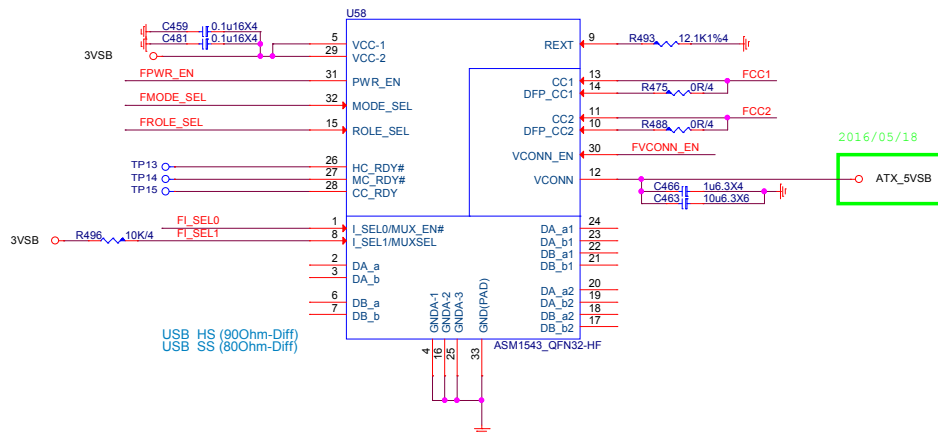 U58
C459 0.1u16X4
C481 0.1u16X4
3VSB
5 VCC-1
29 VCC-2
REXT 9 R493 12.1K1%4
FPWR_EN 31 PWR_EN
CC1 13 FCC1
DFP_CC1 14 R475 0R/4
FMODE_SEL 32 MODE_SEL
CC2 11 FCC2
FROLE_SEL 15 ROLE_SEL
DFP_CC2 10 R488 0R/4
2016/05/18
VCONN_EN 30 FVCONN_EN
TP13 26 HC_RDY#
TP14 27 MC_RDY#
TP15 28 CC_RDY
VCONN 12 ATX_5VSB
C466 1u6.3X4
C463 10u6.3X6
FI_SEL0 1 I_SEL0/MUX_EN#
3VSB R496 10K/4 FI_SEL1 8 I_SEL1/MUXSEL
DA_a1 24
DA_b1 23
DB_a1 22
DB_b1 21
2 DA_a
3 DA_b
DA_a2 20
DA_b2 19
DB_a2 18
DB_b2 17
6 DB_a
7 DB_b
GNDA-1
GNDA-2
GNDA-3
GND(PAD)
4
16
25
33
USB HS (90Ohm-Diff)
USB SS (80Ohm-Diff)
ASM1543_QFN32-HF